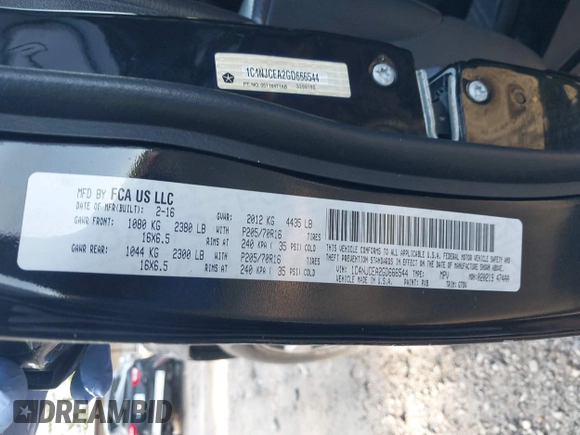 1C4NJCEA2GD666544
MFD BY FCA US LLC
DATE OF MFR(BUILT): 2-16
GVWR: 2012 KG 4435 LB
GAWR FRONT: 1080 KG 2380 LB WITH P205/70R16 TIRES
16X6.5 RIMS AT 240 KPA ( 35 PSI) COLD
GAWR REAR: 1044 KG 2300 LB WITH P205/70R16 TIRES
16X6.5 RIMS AT 240 KPA ( 35 PSI) COLD
THIS VEHICLE CONFORMS TO ALL APPLICABLE U.S.A. FEDERAL MOTOR VEHICLE SAFETY AND
THEFT PREVENTION STANDARDS IN EFFECT ON THE DATE OF MANUFACTURE SHOWN ABOVE.
VIN: 1C4NJCEA2GD666544 TYPE: MPV
VEHICLE MADE IN U.S.A. PAINT:
DREAMBID